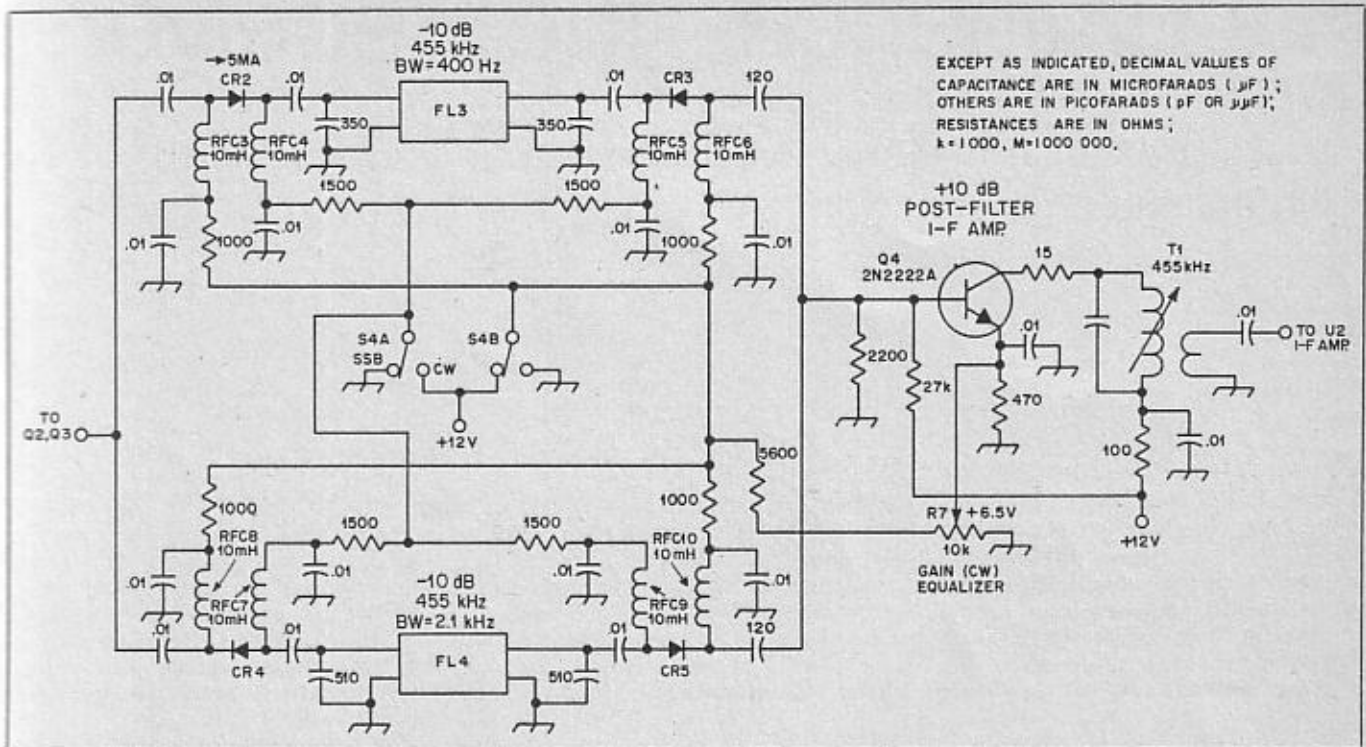 -10 dB
455 kHz
BW=400 Hz
FL3
→5MA
CR2
.01
.01
.01
CR3
120
350
350
RFC3
10mH
RFC4
10mH
RFC5
10mH
RFC6
10mH
1500
1500
.01
1000
.01
.01
1000
.01
EXCEPT AS INDICATED, DECIMAL VALUES OF
CAPACITANCE ARE IN MICROFARADS (µF);
OTHERS ARE IN PICOFARADS (pF OR µµF);
RESISTANCES ARE IN OHMS;
k=1000, M=1000 000.
+10 dB
POST-FILTER
I-F AMP.
Q4
2N2222A
15
T1
455kHz
.01
TO U2
I-F AMP.
.01
2200
27k
470
100
.01
+12V
S4A
SSB
CW
S4B
+12V
TO
Q2,Q3
5600
R7
+6.5V
10k
GAIN (CW)
EQUALIZER
1000
RFC8
10mH
.01
RFC7
10mH
.01
1500
1500
.01
1000
RFC10
10mH
.01
RFC9
10mH
-10 dB
455 kHz
BW=2.1 kHz
FL4
.01
CR4
.01
510
510
.01
CR5
120